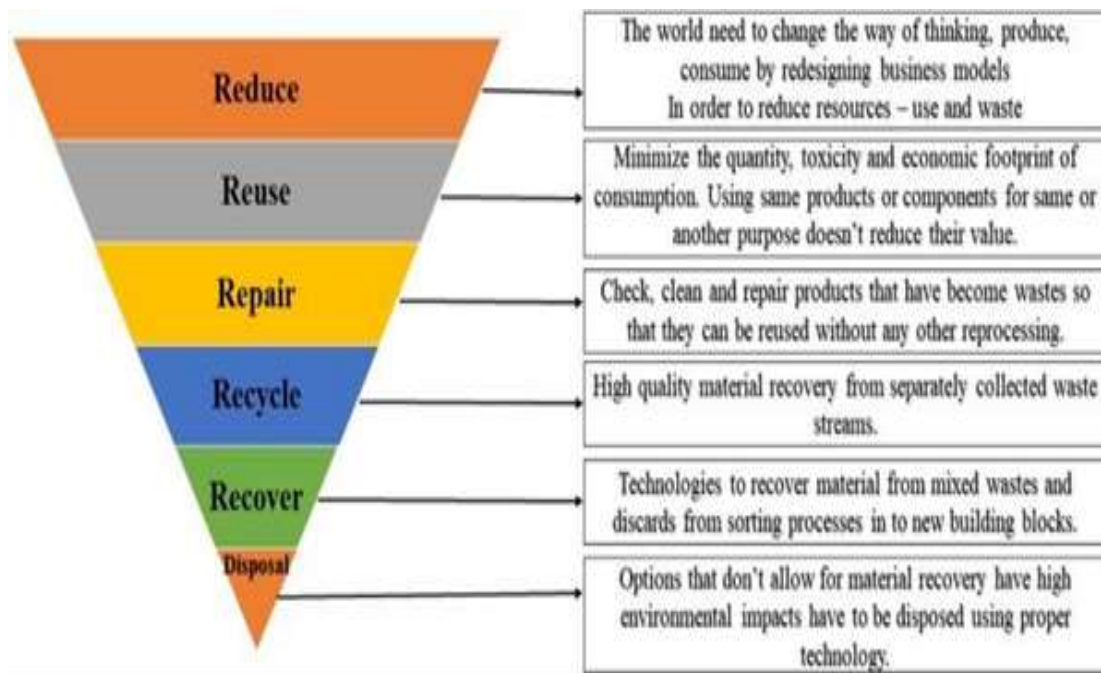 Reduce
The world need to change the way of thinking, produce,
consume by redesigning business models
In order to reduce resources – use and waste
Reuse
Minimize the quantity, toxicity and economic footprint of
consumption. Using same products or components for same or
another purpose doesn't reduce their value.
Repair
Check, clean and repair products that have become wastes so
that they can be reused without any other reprocessing.
Recycle
High quality material recovery from separately collected waste
streams.
Recover
Technologies to recover material from mixed wastes and
discards from sorting processes in to new building blocks.
Disposal
Options that don't allow for material recovery have high
environmental impacts have to be disposed using proper
technology.